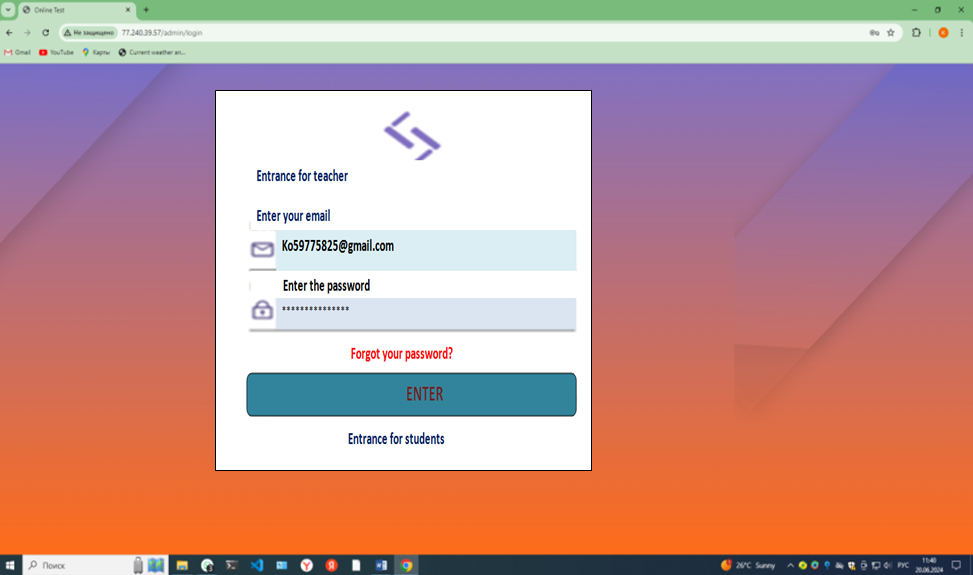 Online Test
Не защищено
77.240.39.57/admin/login
Gmail
YouTube
Карты
Current weather an...
Entrance for teacher
Enter your email
Ko59775825@gmail.com
Enter the password
***************
Forgot your password?
ENTER
Entrance for students
Поиск
26°C Sunny
РУС
11:40
20.06.2024